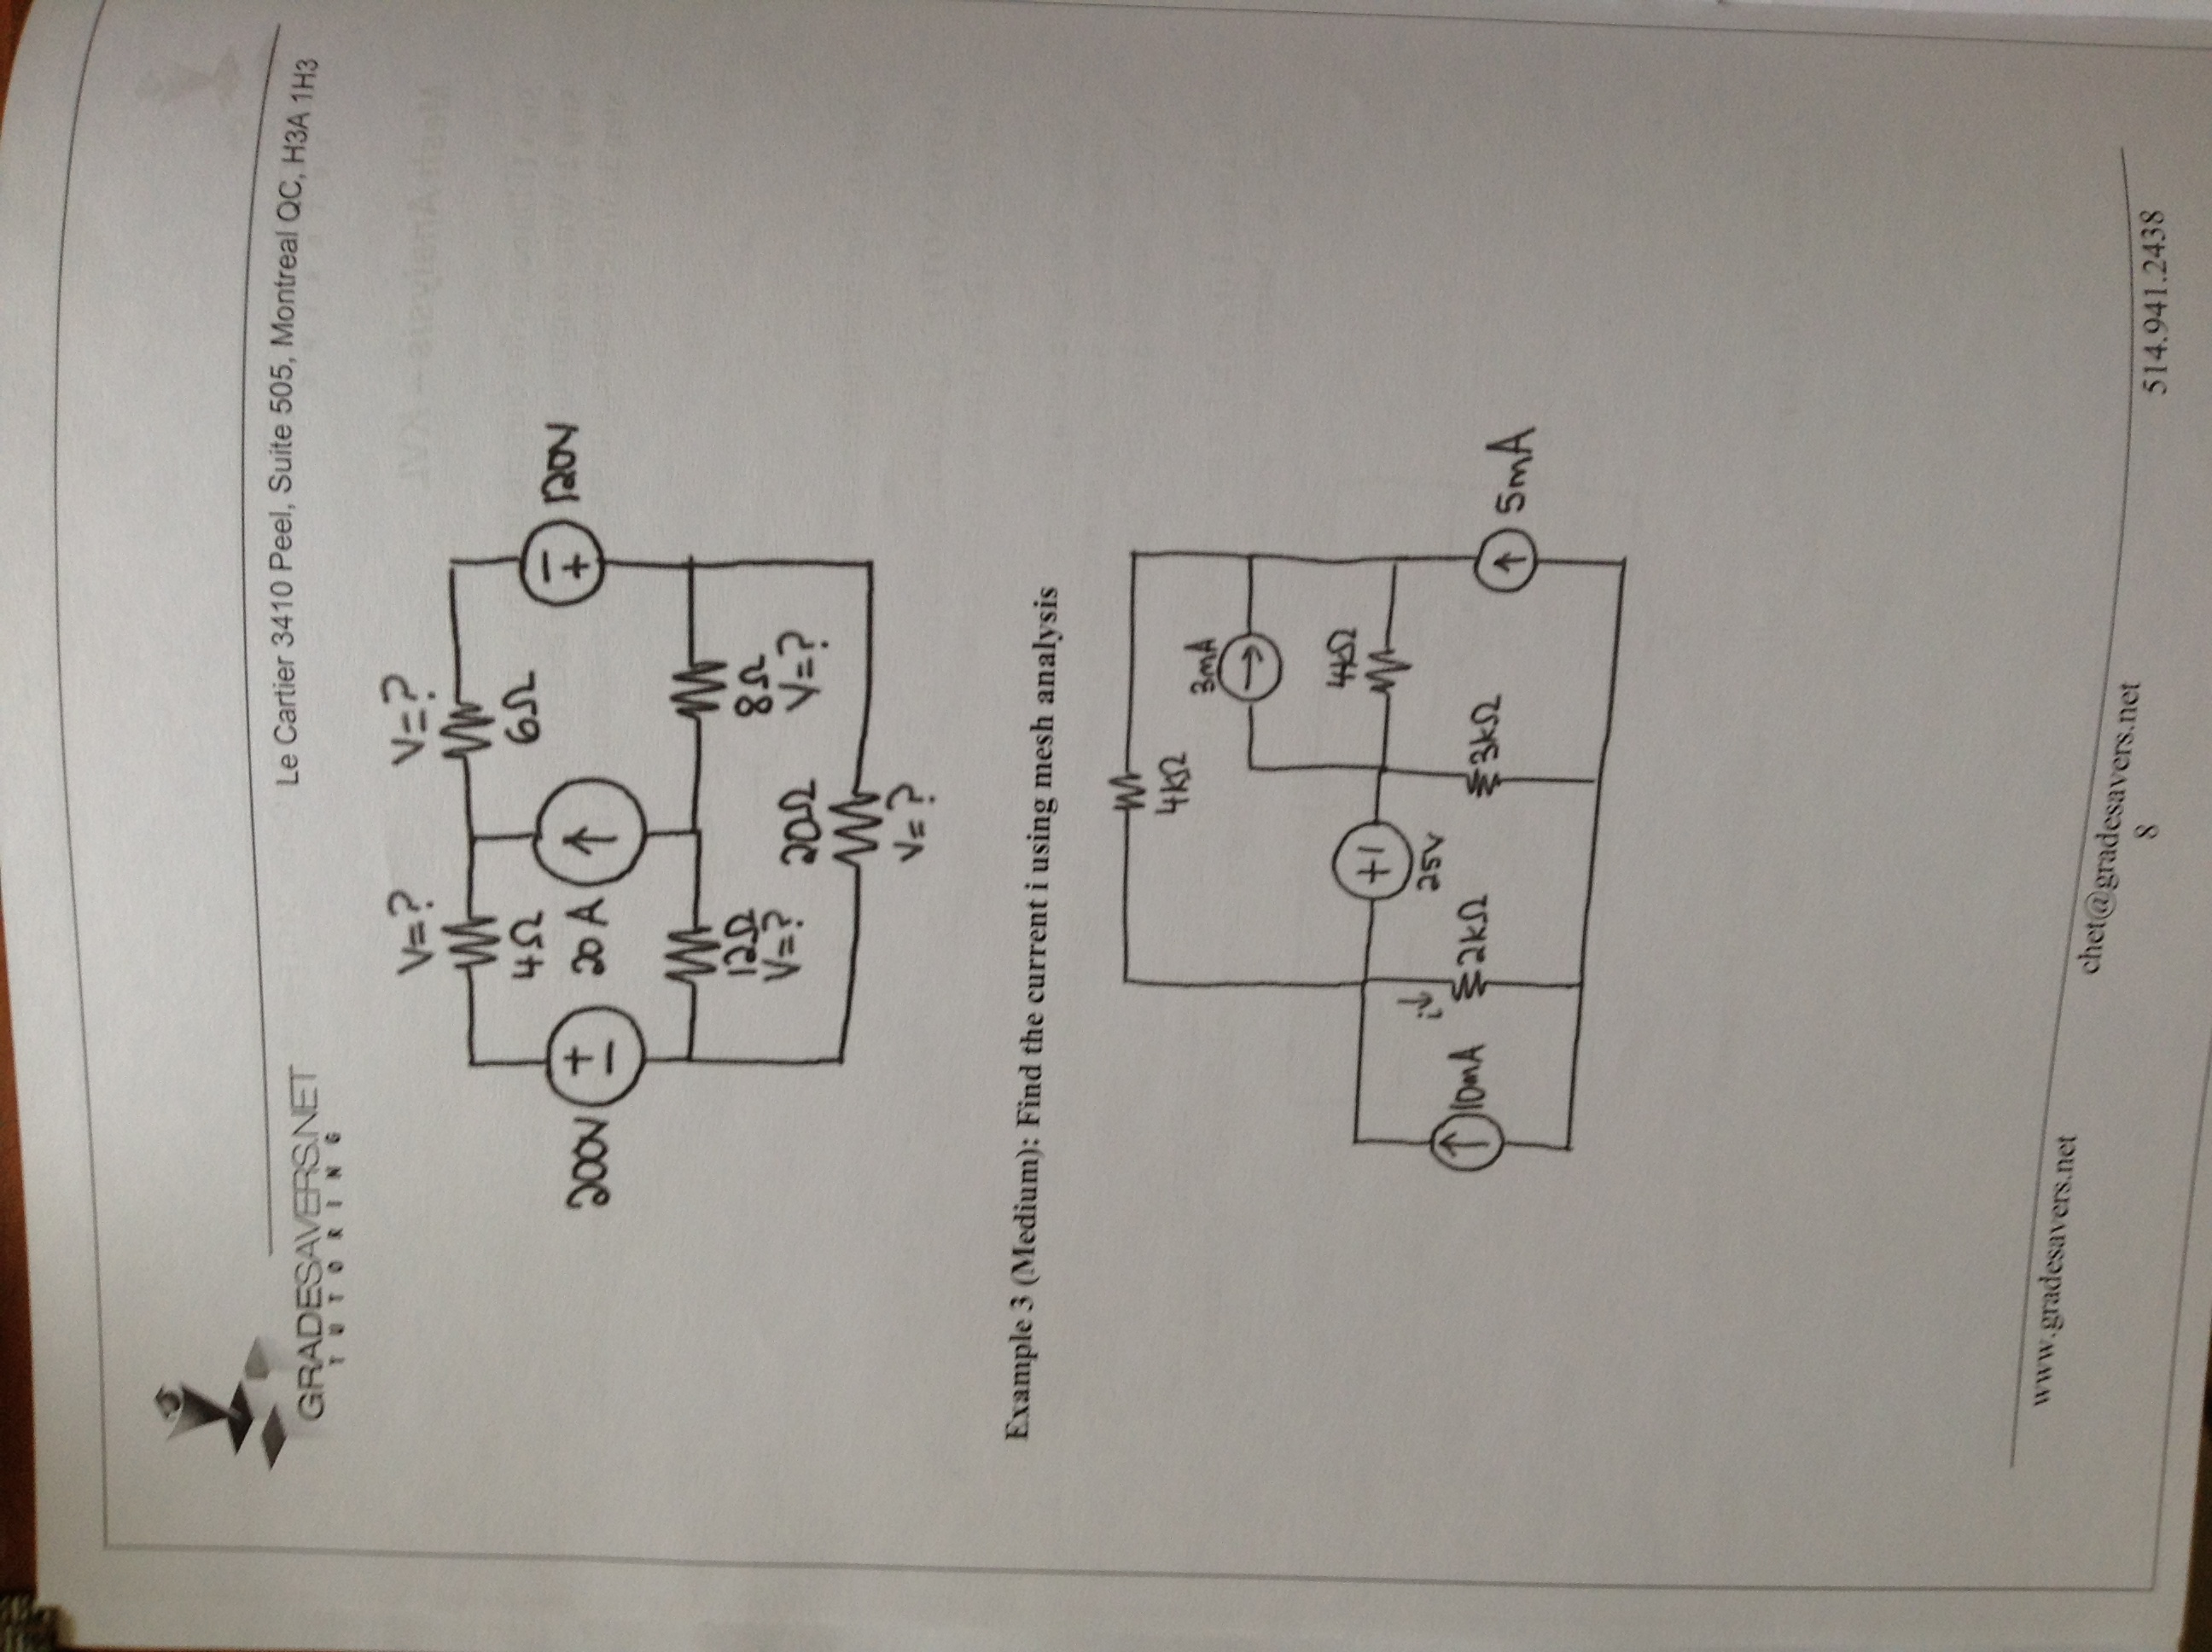 GRADESAVERS.NET
TUTORING
Le Cartier 3410 Peel, Suite 505, Montreal QC, H3A 1H3
V=? V=?
4Ω 6Ω
200V + − 20A − + 120V
12Ω 8Ω
V=? 20Ω V=?
V=?
Example 3 (Medium): Find the current i using mesh analysis
4kΩ
3mA
4kΩ
+ |
i 25V
10mA 2kΩ 3kΩ 5mA
www.gradesavers.net
chet@gradesavers.net
8
514.941.2438